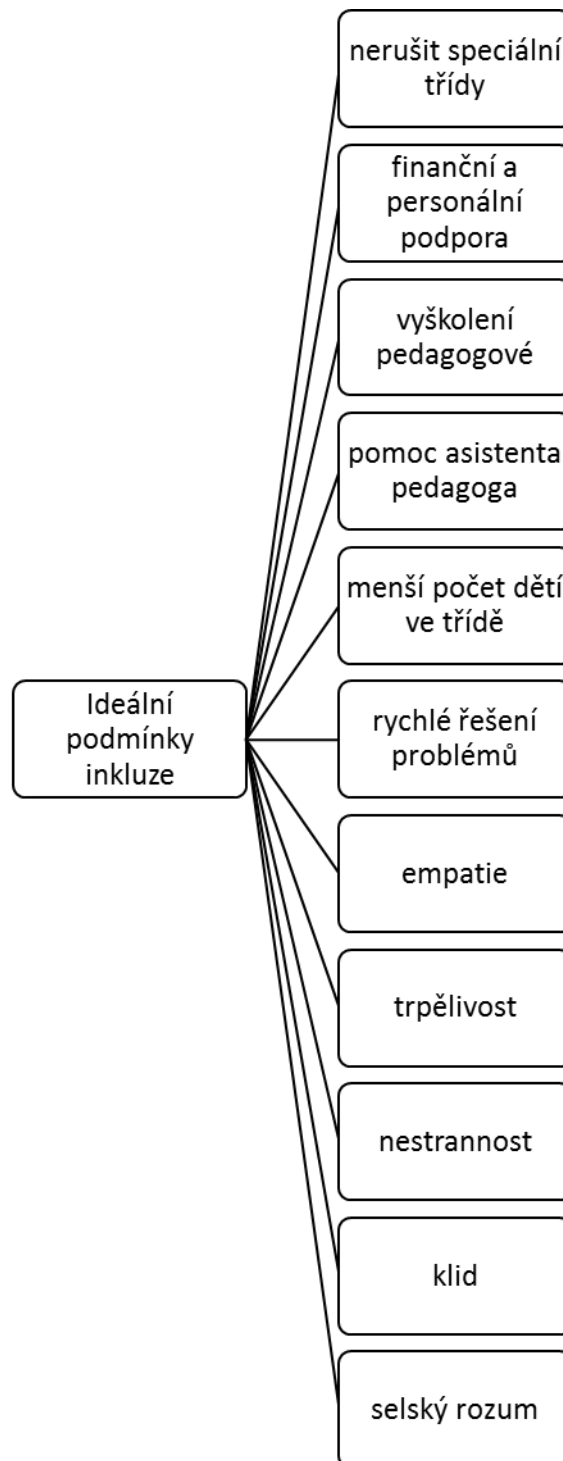 nerušit speciální
třídy
finanční a
personální
podpora
vyškolení
pedagogové
pomoc asistenta
pedagoga
menší počet dětí
ve třídě
Ideální
podmínky
inkluze
rychlé řešení
problémů
empatie
trpělivost
nestrannost
klid
selský rozum